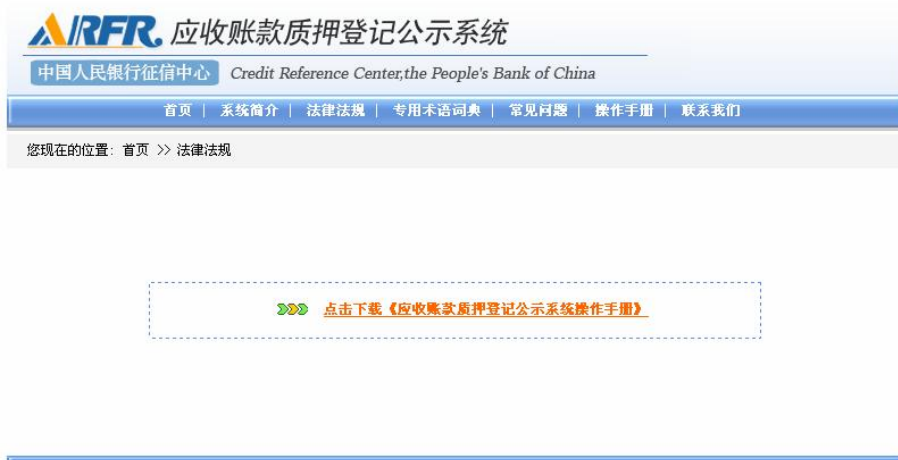 ARFR. 应收账款质押登记公示系统
中国人民银行征信中心 Credit Reference Center,the People's Bank of China
首页 | 系统简介 | 法律法规 | 专用术语词典 | 常见问题 | 操作手册 | 联系我们
您现在的位置: 首页 >> 法律法规
点击下载《应收账款质押登记公示系统操作手册》